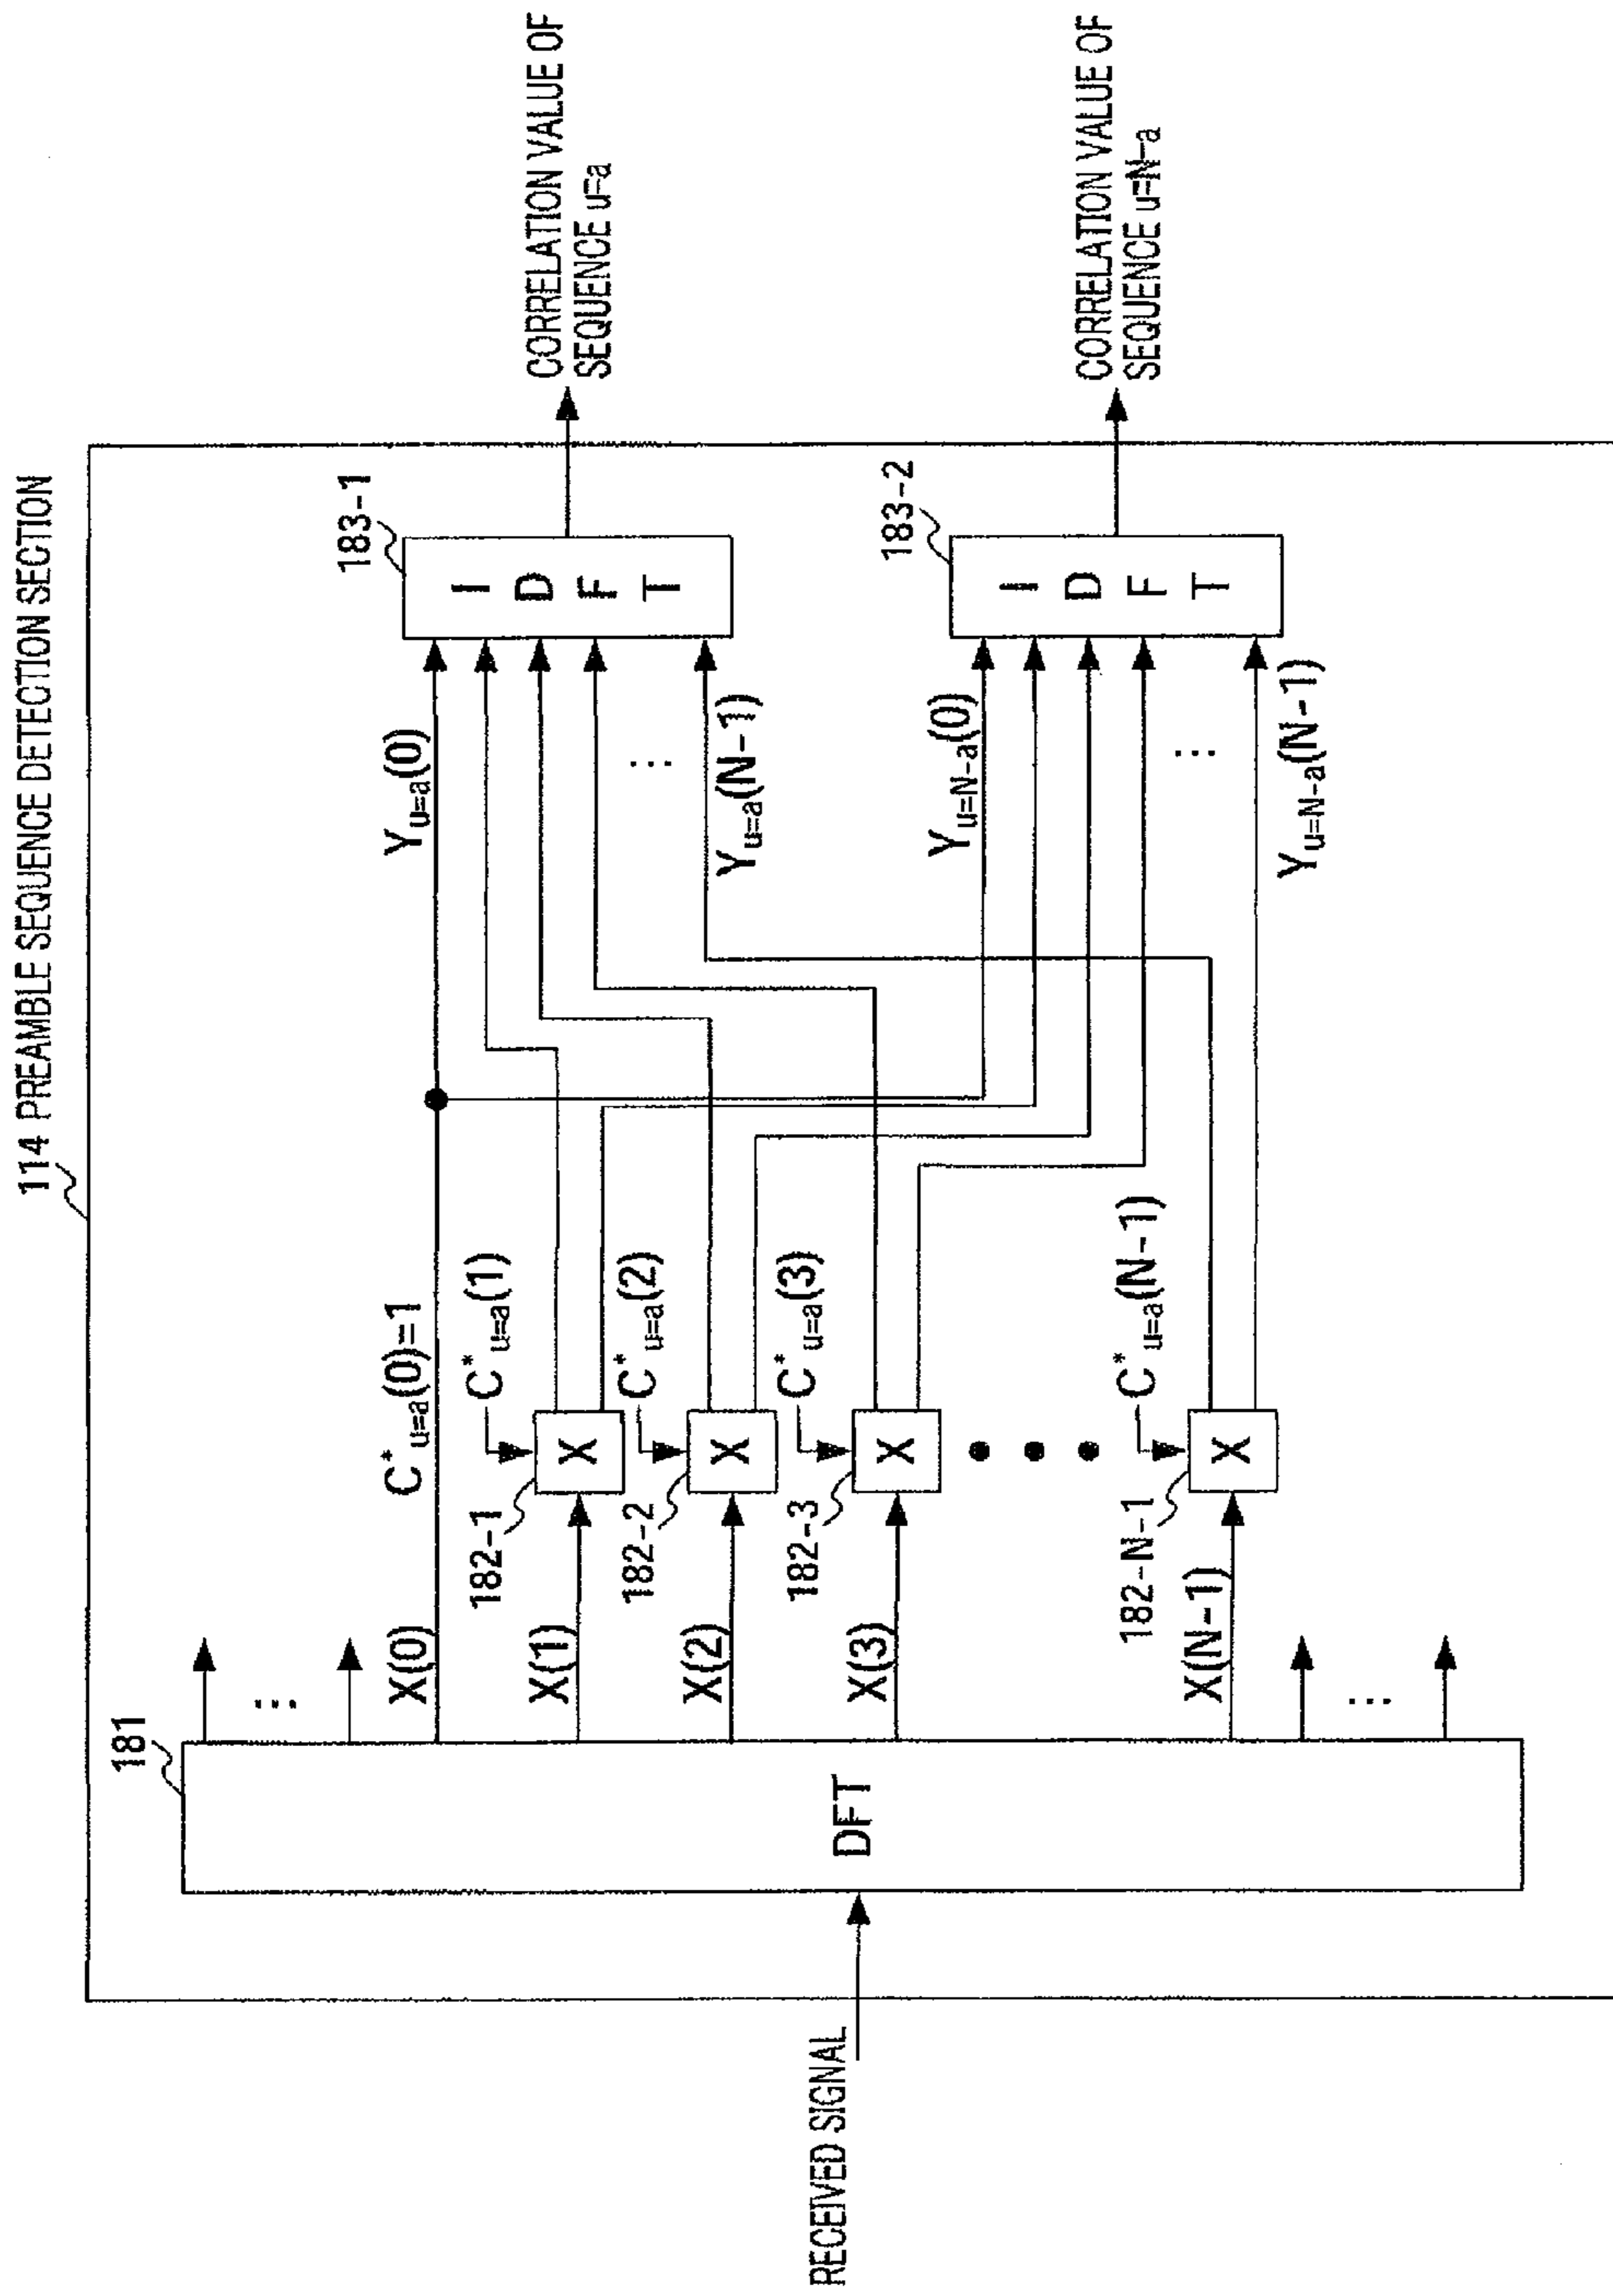 114 PREAMBLE SEQUENCE DETECTION SECTION
RECEIVED SIGNAL
181
DFT
...
X(0)
X(1)
X(2)
X(3)
X(N-1)
...
C*u=a(0)=1
182-1
C*u=a(1)
X
182-2
C*u=a(2)
X
182-3
C*u=a(3)
X
182-N-1
C*u=a(N-1)
X
Yu=a(0)
...
Yu=a(N-1)
183-1
IDFT
CORRELATION VALUE OF
SEQUENCE u=a
Yu=N-a(0)
...
Yu=N-a(N-1)
183-2
IDFT
CORRELATION VALUE OF
SEQUENCE u=N-a